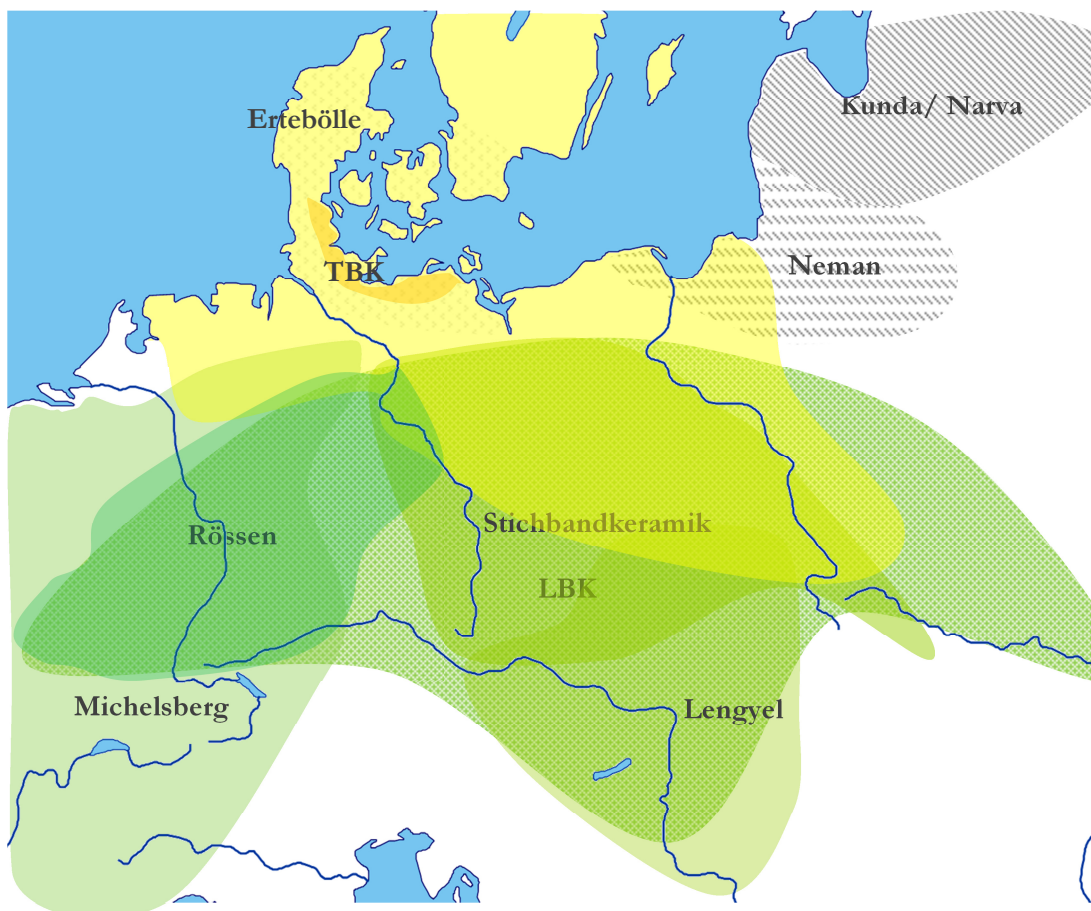 Ertebölle
Kunda/ Narva
TBK
Neman
Rössen
Stichbandkeramik
LBK
Michelsberg
Lengyel